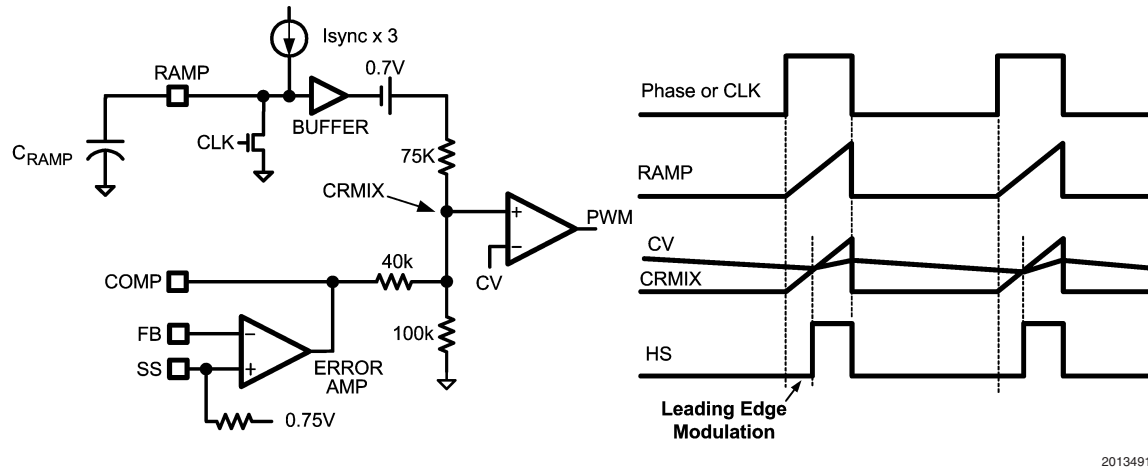 Isync x 3
RAMP
0.7V
BUFFER
CLK
C_RAMP
75K
CRMIX
+
−
PWM
CV
COMP
40k
FB
−
SS
+
ERROR
AMP
100k
0.75V
Phase or CLK
RAMP
CV
CRMIX
HS
Leading Edge
Modulation
2013491